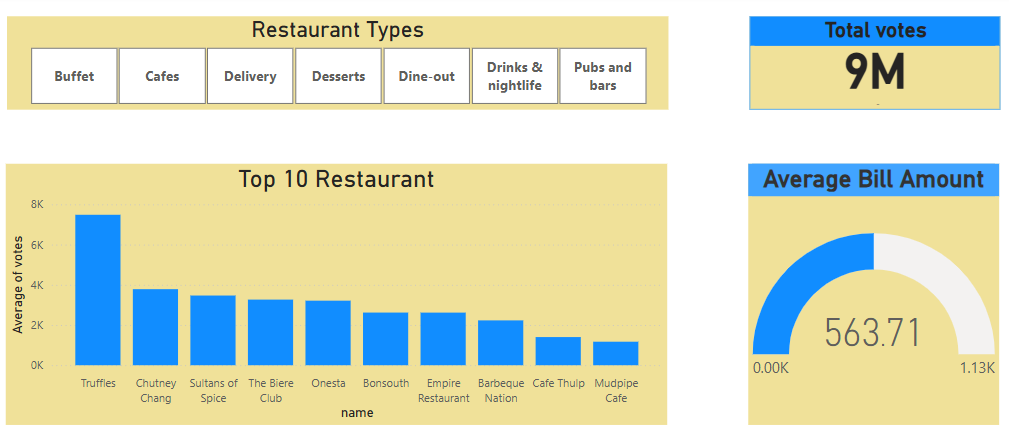 Restaurant Types
Buffet
Cafes
Delivery
Desserts
Dine-out
Drinks &
nightlife
Pubs and
bars
Total votes
9M
Top 10 Restaurant
Average of votes
8K
6K
4K
2K
0K
Truffles
Chutney
Chang
Sultans of
Spice
The Biere
Club
Onesta
Bonsouth
Empire
Restaurant
Barbeque
Nation
Cafe Thulp
Mudpipe
Cafe
name
Average Bill Amount
563.71
0.00K
1.13K